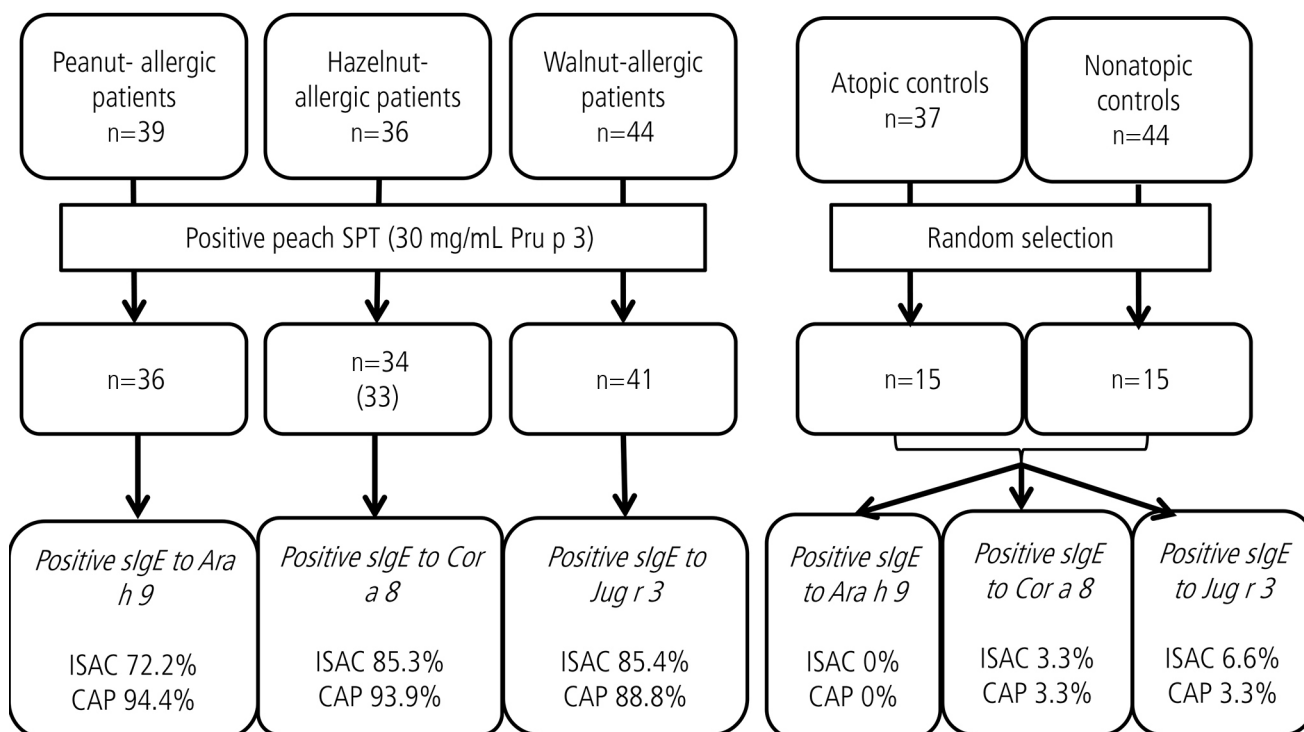 Peanut- allergic
patients
n=39
Hazelnut-
allergic patients
n=36
Walnut-allergic
patients
n=44
Atopic controls
n=37
Nonatopic
controls
n=44
Positive peach SPT (30 mg/mL Pru p 3)
Random selection
n=36
n=34
(33)
n=41
n=15
n=15
Positive sIgE to Ara
h 9
ISAC 72.2%
CAP 94.4%
Positive sIgE to Cor
a 8
ISAC 85.3%
CAP 93.9%
Positive sIgE to
Jug r 3
ISAC 85.4%
CAP 88.8%
Positive sIgE
to Ara h 9
ISAC 0%
CAP 0%
Positive sIgE
to Cor a 8
ISAC 3.3%
CAP 3.3%
Positive sIgE
to Jug r 3
ISAC 6.6%
CAP 3.3%